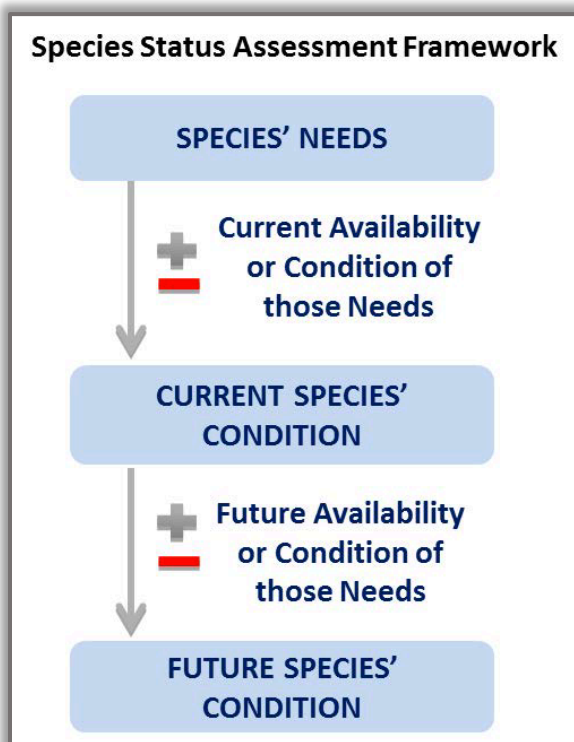 Species Status Assessment Framework
SPECIES’ NEEDS
Current Availability
or Condition of
those Needs
CURRENT SPECIES’
CONDITION
Future Availability
or Condition of
those Needs
FUTURE SPECIES’
CONDITION